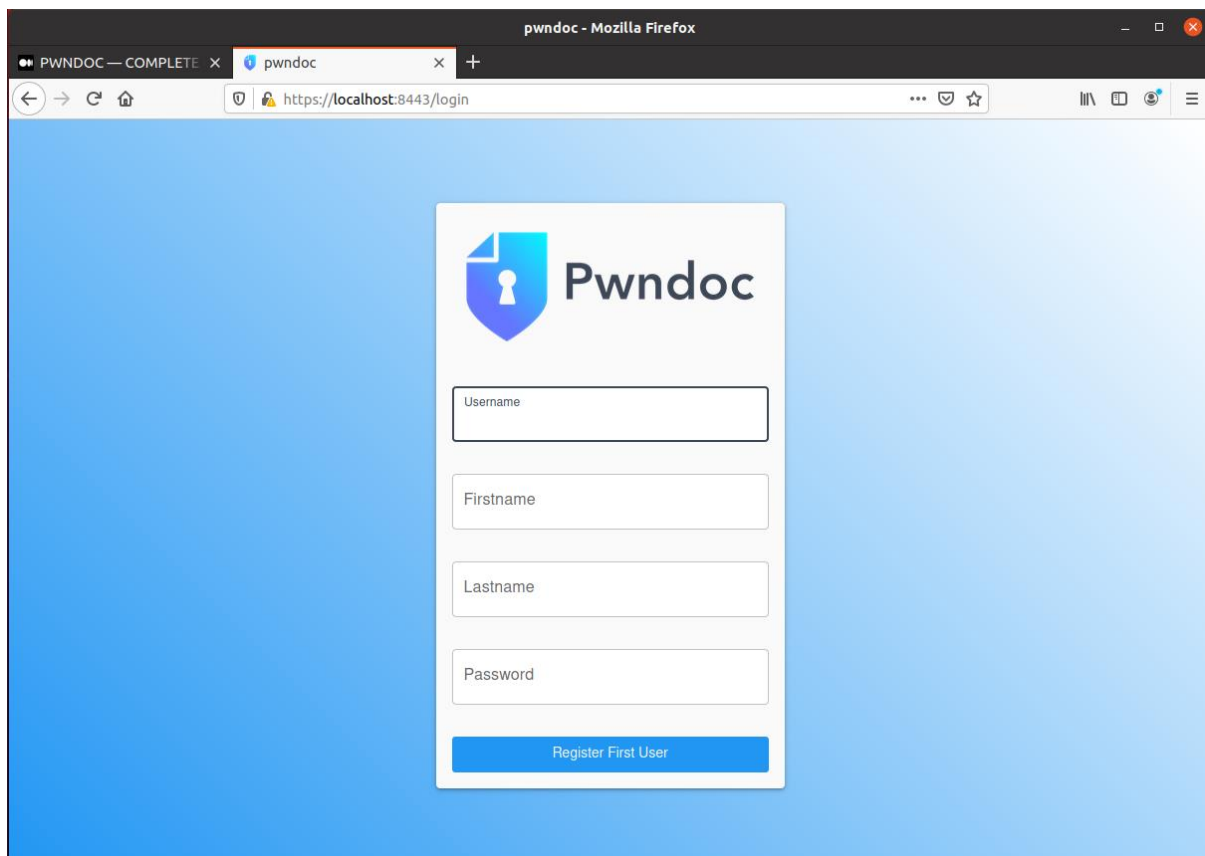 pwndoc - Mozilla Firefox
PWNDOC — COMPLETE
pwndoc
https://localhost:8443/login
Pwndoc
Username
Firstname
Lastname
Password
Register First User